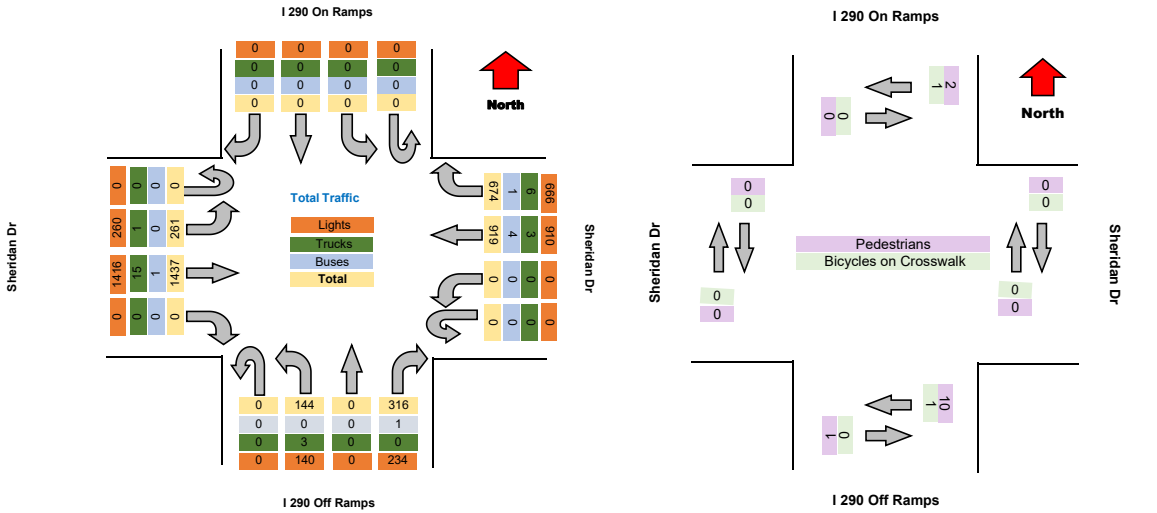 I 290 On Ramps
0 0 0 0
0 0 0 0
0 0 0 0
0 0 0 0
North
Sheridan Dr
0 0 0 0
260 1 0 261
1416 15 1 1437
0 0 0 0
Total Traffic
Lights
Trucks
Buses
Total
674 1 6 666
919 4 3 910
0 0 0 0
0 0 0 0
Sheridan Dr
0 144 0 316
0 0 0 1
0 3 0 0
0 140 0 234
I 290 Off Ramps
I 290 On Ramps
1 2
0 0
North
Sheridan Dr
0
0
0
0
Pedestrians
Bicycles on Crosswalk
0
0
0
0
Sheridan Dr
1 10
1 0
I 290 Off Ramps